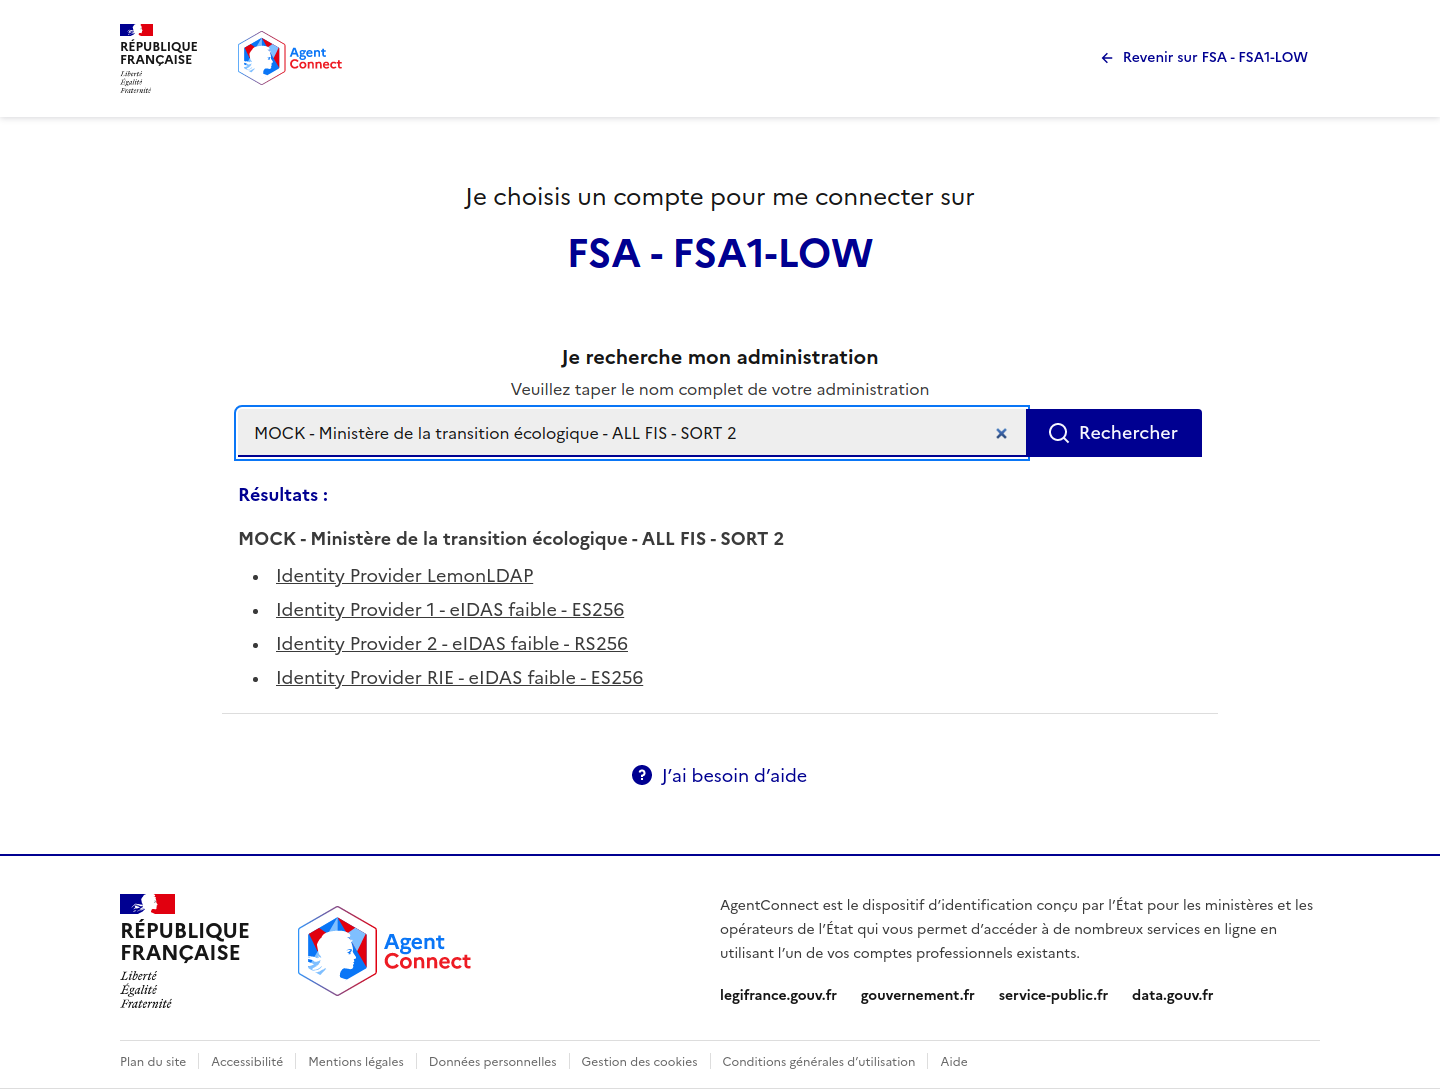 RÉPUBLIQUE
FRANÇAISE
Liberté
Égalité
Fraternité
Agent
Connect
Revenir sur FSA - FSA1-LOW
Je choisis un compte pour me connecter sur
FSA - FSA1-LOW
Je recherche mon administration
Veuillez taper le nom complet de votre administration
MOCK - Ministère de la transition écologique - ALL FIS - SORT 2
Rechercher
Résultats :
MOCK - Ministère de la transition écologique - ALL FIS - SORT 2
Identity Provider LemonLDAP
Identity Provider 1 - eIDAS faible - ES256
Identity Provider 2 - eIDAS faible - RS256
Identity Provider RIE - eIDAS faible - ES256
J’ai besoin d’aide
RÉPUBLIQUE
FRANÇAISE
Liberté
Égalité
Fraternité
Agent
Connect
AgentConnect est le dispositif d’identification conçu par l’État pour les ministères et les
opérateurs de l’État qui vous permet d’accéder à de nombreux services en ligne en
utilisant l’un de vos comptes professionnels existants.
legifrance.gouv.fr gouvernement.fr service-public.fr data.gouv.fr
Plan du site Accessibilité Mentions légales Données personnelles Gestion des cookies Conditions générales d’utilisation Aide